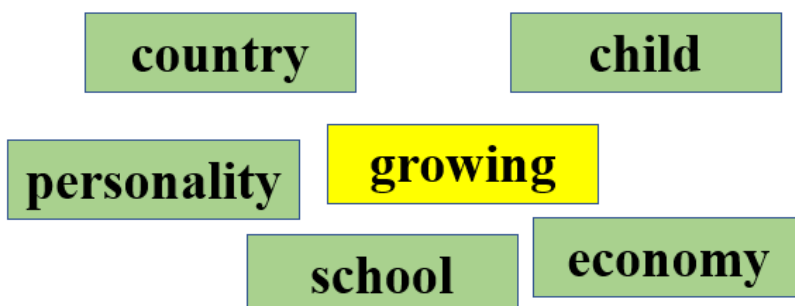 country
child
personality
growing
school
economy